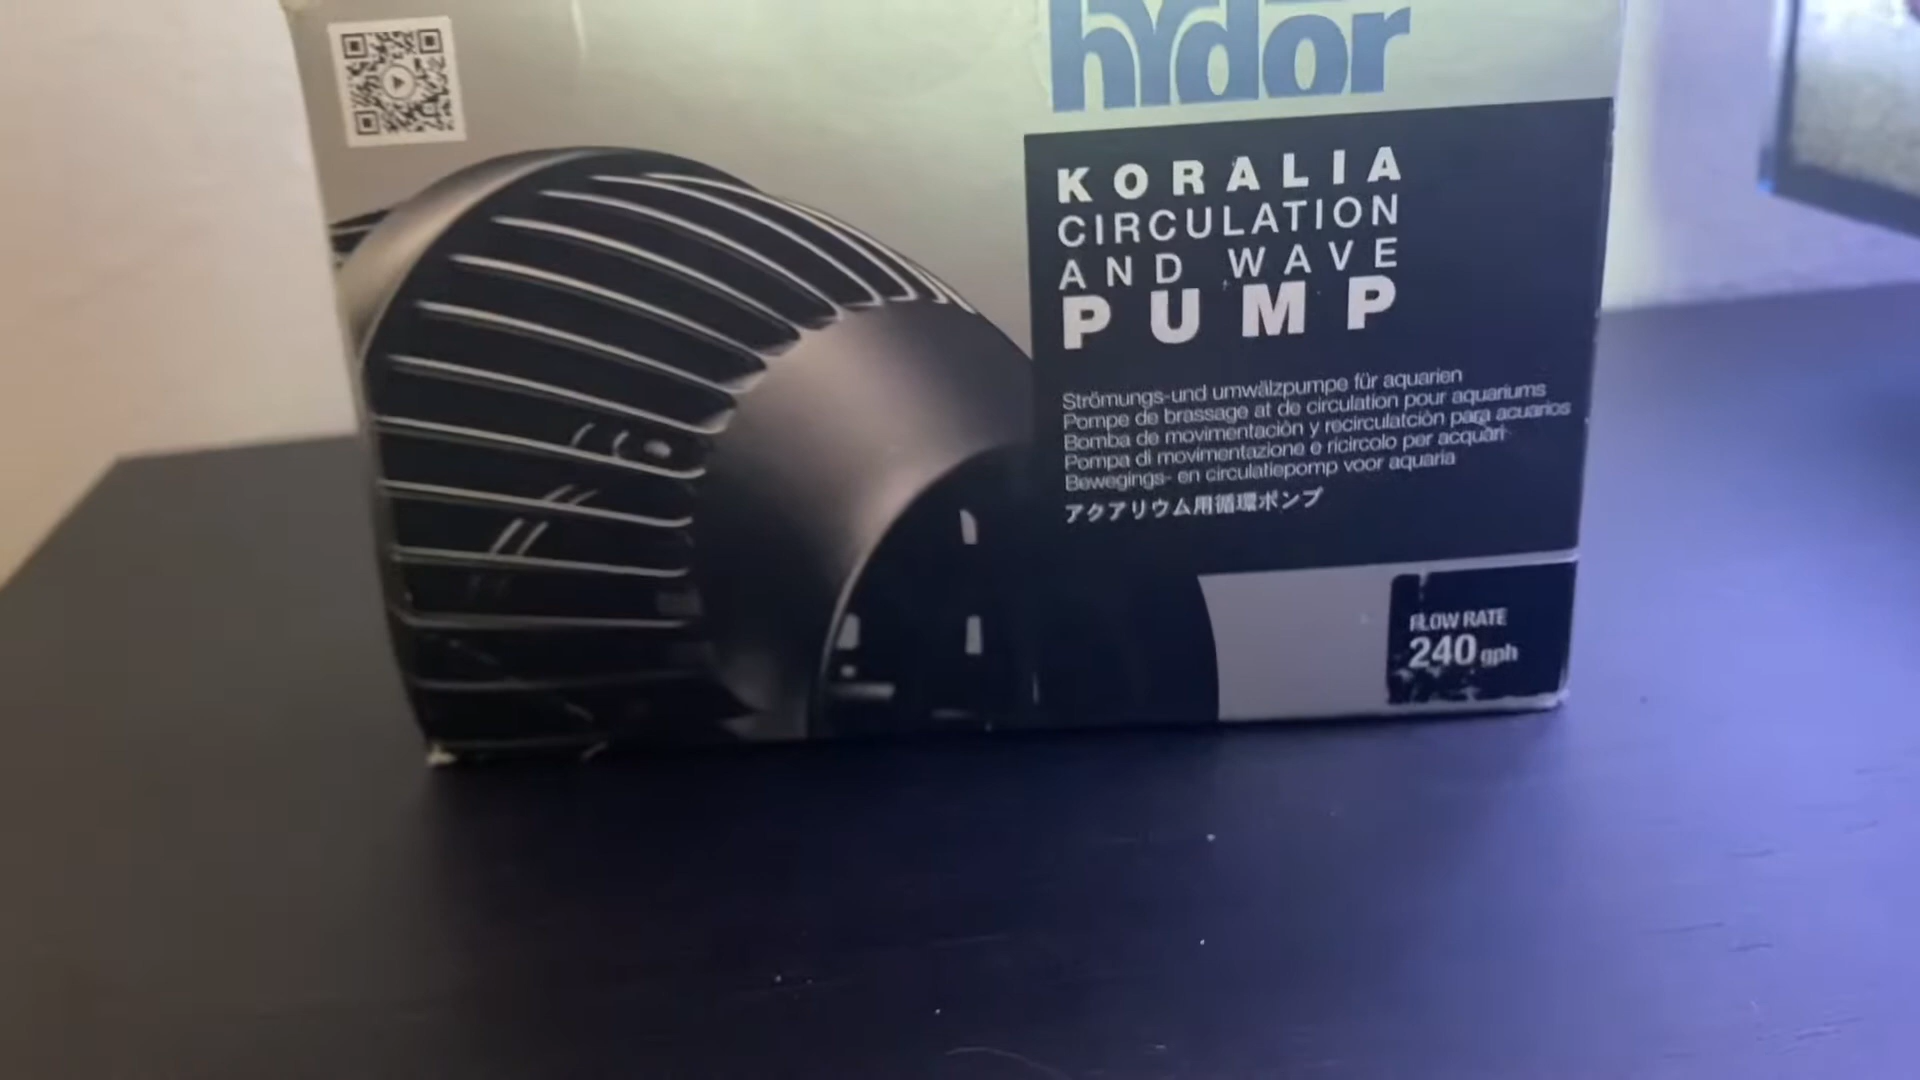 hydor
KORALIA
CIRCULATION
AND WAVE
PUMP
Strömungs-und umwälzpumpe für aquarien
Pompe de brassage at de circulation pour aquariums
Bomba de movimentación y recirculatción para acuarios
Pompa di movimentazione e ricircolo per acquari
Bewegings- en circulatiepomp voor aquaria
アクアリウム用循環ポンプ
FLOW RATE
240 gph